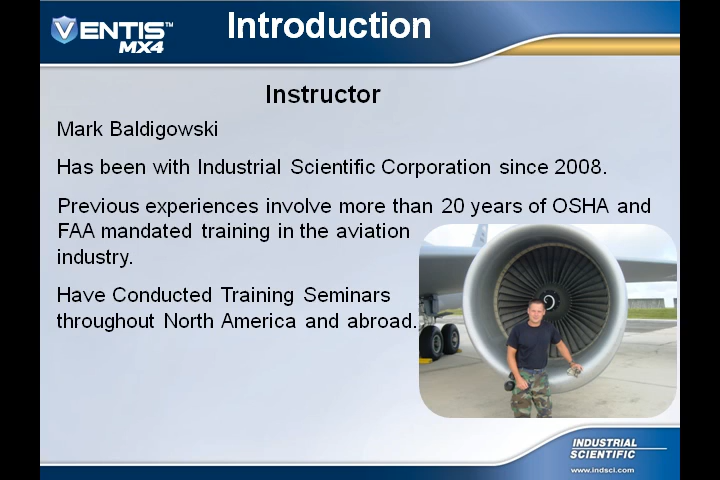 VENTIS™
MX4
Introduction
Instructor
Mark Baldigowski
Has been with Industrial Scientific Corporation since 2008.
Previous experiences involve more than 20 years of OSHA and
FAA mandated training in the aviation
industry.
Have Conducted Training Seminars
throughout North America and abroad.
INDUSTRIAL
SCIENTIFIC
www.indsci.com